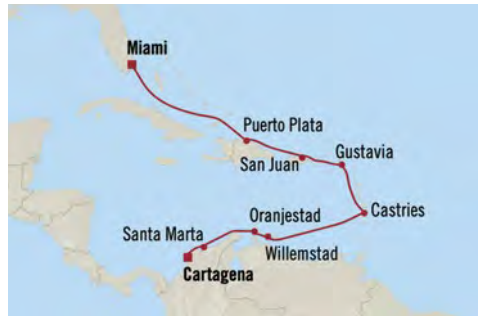 Miami
Puerto Plata
San Juan
Gustavia
Castries
Oranjestad
Willemstad
Santa Marta
Cartagena